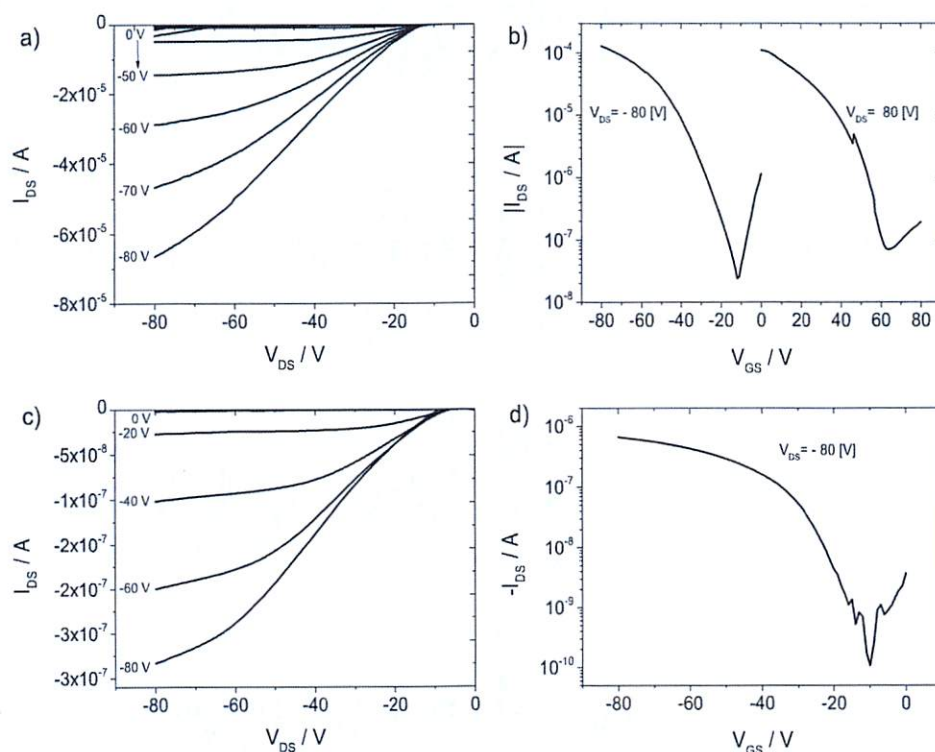 a)
0 V
-50 V
-60 V
-70 V
-80 V
0
-2x10⁻⁵
-4x10⁻⁵
-6x10⁻⁵
-8x10⁻⁵
I_DS / A
-80 -60 -40 -20 0
V_DS / V
b)
V_DS= - 80 [V]
V_DS= 80 [V]
10⁻⁴
10⁻⁵
10⁻⁶
10⁻⁷
10⁻⁸
|I_DS / A|
-80 -60 -40 -20 0 20 40 60 80
V_GS / V
c)
0 V
-20 V
-40 V
-60 V
-80 V
0
-5x10⁻⁸
-1x10⁻⁷
-2x10⁻⁷
-2x10⁻⁷
-3x10⁻⁷
-3x10⁻⁷
I_DS / A
-80 -60 -40 -20 0
V_DS / V
d)
V_DS= - 80 [V]
10⁻⁶
10⁻⁷
10⁻⁸
10⁻⁹
10⁻¹⁰
-I_DS / A
-80 -60 -40 -20 0
V_GS / V